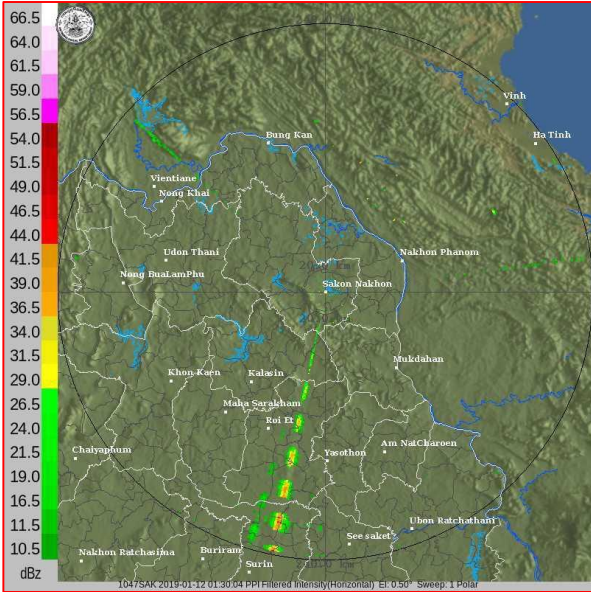 66.5
64.0
61.5
59.0
56.5
54.0
51.5
49.0
46.5
44.0
41.5
39.0
36.5
34.0
31.5
29.0
26.5
24.0
21.5
19.0
16.5
14.0
11.5
10.5
dBz
Vinh
Ha Tinh
Bung Kan
Vientiane
Nong Khai
Udon Thani
Nakhon Phanom
Nong BuaLamPhu
Sakon Nakhon
Mukdahan
Khon Kaen
Kalasin
Maha Sarakham
Roi Et
Am NatCharoen
Chaiyaphum
Yasothon
Ubon Ratchathani
See saket
Nakhon Ratchasima
Buriram
Surin
1047SAK 2019-01-12 01:30:04 PPI Filtered Intensity(Horizontal) El: 0.50° Sweep: 1 Polar